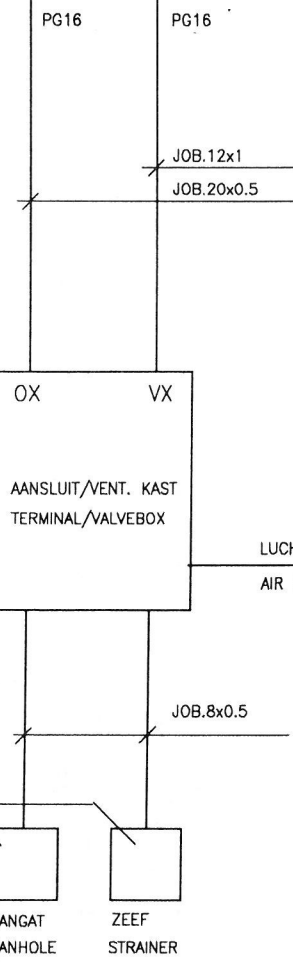 PG16 PG16
JOB.12x1
JOB.20x0.5
OX VX
AANSLUIT/VENT. KAST
TERMINAL/VALVEBOX
AIR
JOB.8x0.5
ZEEF
STRAINER